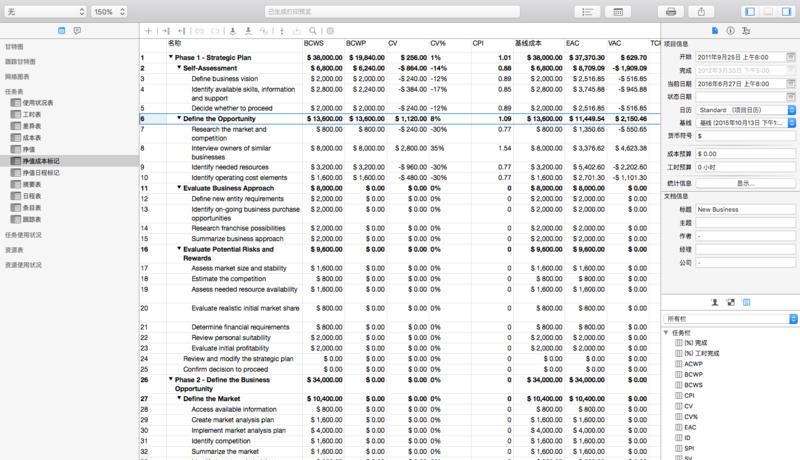 无
150%
已生成打印预览
甘特图
跟踪甘特图
网络图表
任务表
使用状况表
工时表
差异表
成本表
挣值
挣值成本标记
挣值日程标记
摘要表
日程表
条目表
跟踪表
任务使用状况
资源表
资源使用状况
名称 BCWS BCWP CV CV% CPI 基线成本 EAC VAC TCP
1 Phase 1 - Strategic Plan $ 38,000.00 $ 19,840.00 $ 256.00 1% 1.01 $ 38,000.00 $ 37,370.30 $ 629.70
2 Self-Assessment $ 6,800.00 $ 6,240.00 -$ 864.00 -14% 0.88 $ 6,800.00 $ 8,709.09 -$ 1,909.09
3 Define business vision $ 2,000.00 $ 2,000.00 -$ 240.00 -12% 0.89 $ 2,000.00 $ 2,516.85 -$ 516.85
4 Identify available skills, information and support $ 2,800.00 $ 2,240.00 -$ 384.00 -17% 0.85 $ 2,800.00 $ 3,745.88 -$ 945.88
5 Decide whether to proceed $ 2,000.00 $ 2,000.00 -$ 240.00 -12% 0.89 $ 2,000.00 $ 2,516.85 -$ 516.85
6 Define the Opportunity $ 13,600.00 $ 13,600.00 $ 1,120.00 8% 1.09 $ 13,600.00 $ 11,449.54 $ 2,150.46
7 Research the market and competition $ 800.00 $ 800.00 -$ 240.00 -30% 0.77 $ 800.00 $ 1,350.65 -$ 550.65
8 Interview owners of similar businesses $ 8,000.00 $ 8,000.00 $ 2,800.00 35% 1.54 $ 8,000.00 $ 3,376.62 $ 4,623.38
9 Identify needed resources $ 3,200.00 $ 3,200.00 -$ 960.00 -30% 0.77 $ 3,200.00 $ 5,402.60 -$ 2,202.60
10 Identify operating cost elements $ 1,600.00 $ 1,600.00 -$ 480.00 -30% 0.77 $ 1,600.00 $ 2,701.30 -$ 1,101.30
11 Evaluate Business Approach $ 8,000.00 $ 0.00 $ 0.00 0% 0 $ 8,000.00 $ 8,000.00 $ 0.00
12 Define new entity requirements $ 2,000.00 $ 0.00 $ 0.00 0% 0 $ 2,000.00 $ 2,000.00 $ 0.00
13 Identify on-going business purchase opportunities $ 2,000.00 $ 0.00 $ 0.00 0% 0 $ 2,000.00 $ 2,000.00 $ 0.00
14 Research franchise possibilities $ 2,000.00 $ 0.00 $ 0.00 0% 0 $ 2,000.00 $ 2,000.00 $ 0.00
15 Summarize business approach $ 2,000.00 $ 0.00 $ 0.00 0% 0 $ 2,000.00 $ 2,000.00 $ 0.00
16 Evaluate Potential Risks and Rewards $ 9,600.00 $ 0.00 $ 0.00 0% 0 $ 9,600.00 $ 9,600.00 $ 0.00
17 Assess market size and stability $ 1,600.00 $ 0.00 $ 0.00 0% 0 $ 1,600.00 $ 1,600.00 $ 0.00
18 Estimate the competition $ 800.00 $ 0.00 $ 0.00 0% 0 $ 800.00 $ 800.00 $ 0.00
19 Assess needed resource availability $ 1,600.00 $ 0.00 $ 0.00 0% 0 $ 1,600.00 $ 1,600.00 $ 0.00
20 Evaluate realistic initial market share $ 800.00 $ 0.00 $ 0.00 0% 0 $ 800.00 $ 800.00 $ 0.00
21 Determine financial requirements $ 800.00 $ 0.00 $ 0.00 0% 0 $ 800.00 $ 800.00 $ 0.00
22 Review personal suitability $ 2,000.00 $ 0.00 $ 0.00 0% 0 $ 2,000.00 $ 2,000.00 $ 0.00
23 Evaluate initial profitability $ 2,000.00 $ 0.00 $ 0.00 0% 0 $ 2,000.00 $ 2,000.00 $ 0.00
24 Review and modify the strategic plan $ 0.00 $ 0.00 $ 0.00 0% 0 $ 0.00 $ 0.00 $ 0.00
25 Confirm decision to proceed $ 0.00 $ 0.00 $ 0.00 0% 0 $ 0.00 $ 0.00 $ 0.00
26 Phase 2 - Define the Business Opportunity $ 34,000.00 $ 0.00 $ 0.00 0% 0 $ 34,000.00 $ 34,000.00 $ 0.00
27 Define the Market $ 10,400.00 $ 0.00 $ 0.00 0% 0 $ 10,400.00 $ 10,400.00 $ 0.00
28 Access available information $ 800.00 $ 0.00 $ 0.00 0% 0 $ 800.00 $ 800.00 $ 0.00
29 Create market analysis plan $ 1,600.00 $ 0.00 $ 0.00 0% 0 $ 1,600.00 $ 1,600.00 $ 0.00
30 Implement market analysis plan $ 4,000.00 $ 0.00 $ 0.00 0% 0 $ 4,000.00 $ 4,000.00 $ 0.00
31 Identify competition $ 1,600.00 $ 0.00 $ 0.00 0% 0 $ 1,600.00 $ 1,600.00 $ 0.00
32 Summarize the market $ 1,600.00 $ 0.00 $ 0.00 0% 0 $ 1,600.00 $ 1,600.00 $ 0.00
项目信息
开始 2011年9月25日 上午8:00
完成 2012年3月30日 下午5:00
当前日期 2016年6月27日 上午8:00
状态日期
日历 Standard （项目日历）
基线 基线 (2015年10月13日 下午1:...
货币符号 $
成本预算 $ 0.00
工时预算 0 小时
统计信息 显示...
文档信息
标题 New Business
主题
作者 -
经理
公司 -
所有栏
任务栏
(%) 完成
(%) 工时完成
ACWP
BCWP
BCWS
CPI
CV
CV%
EAC
ID
SPI
SV